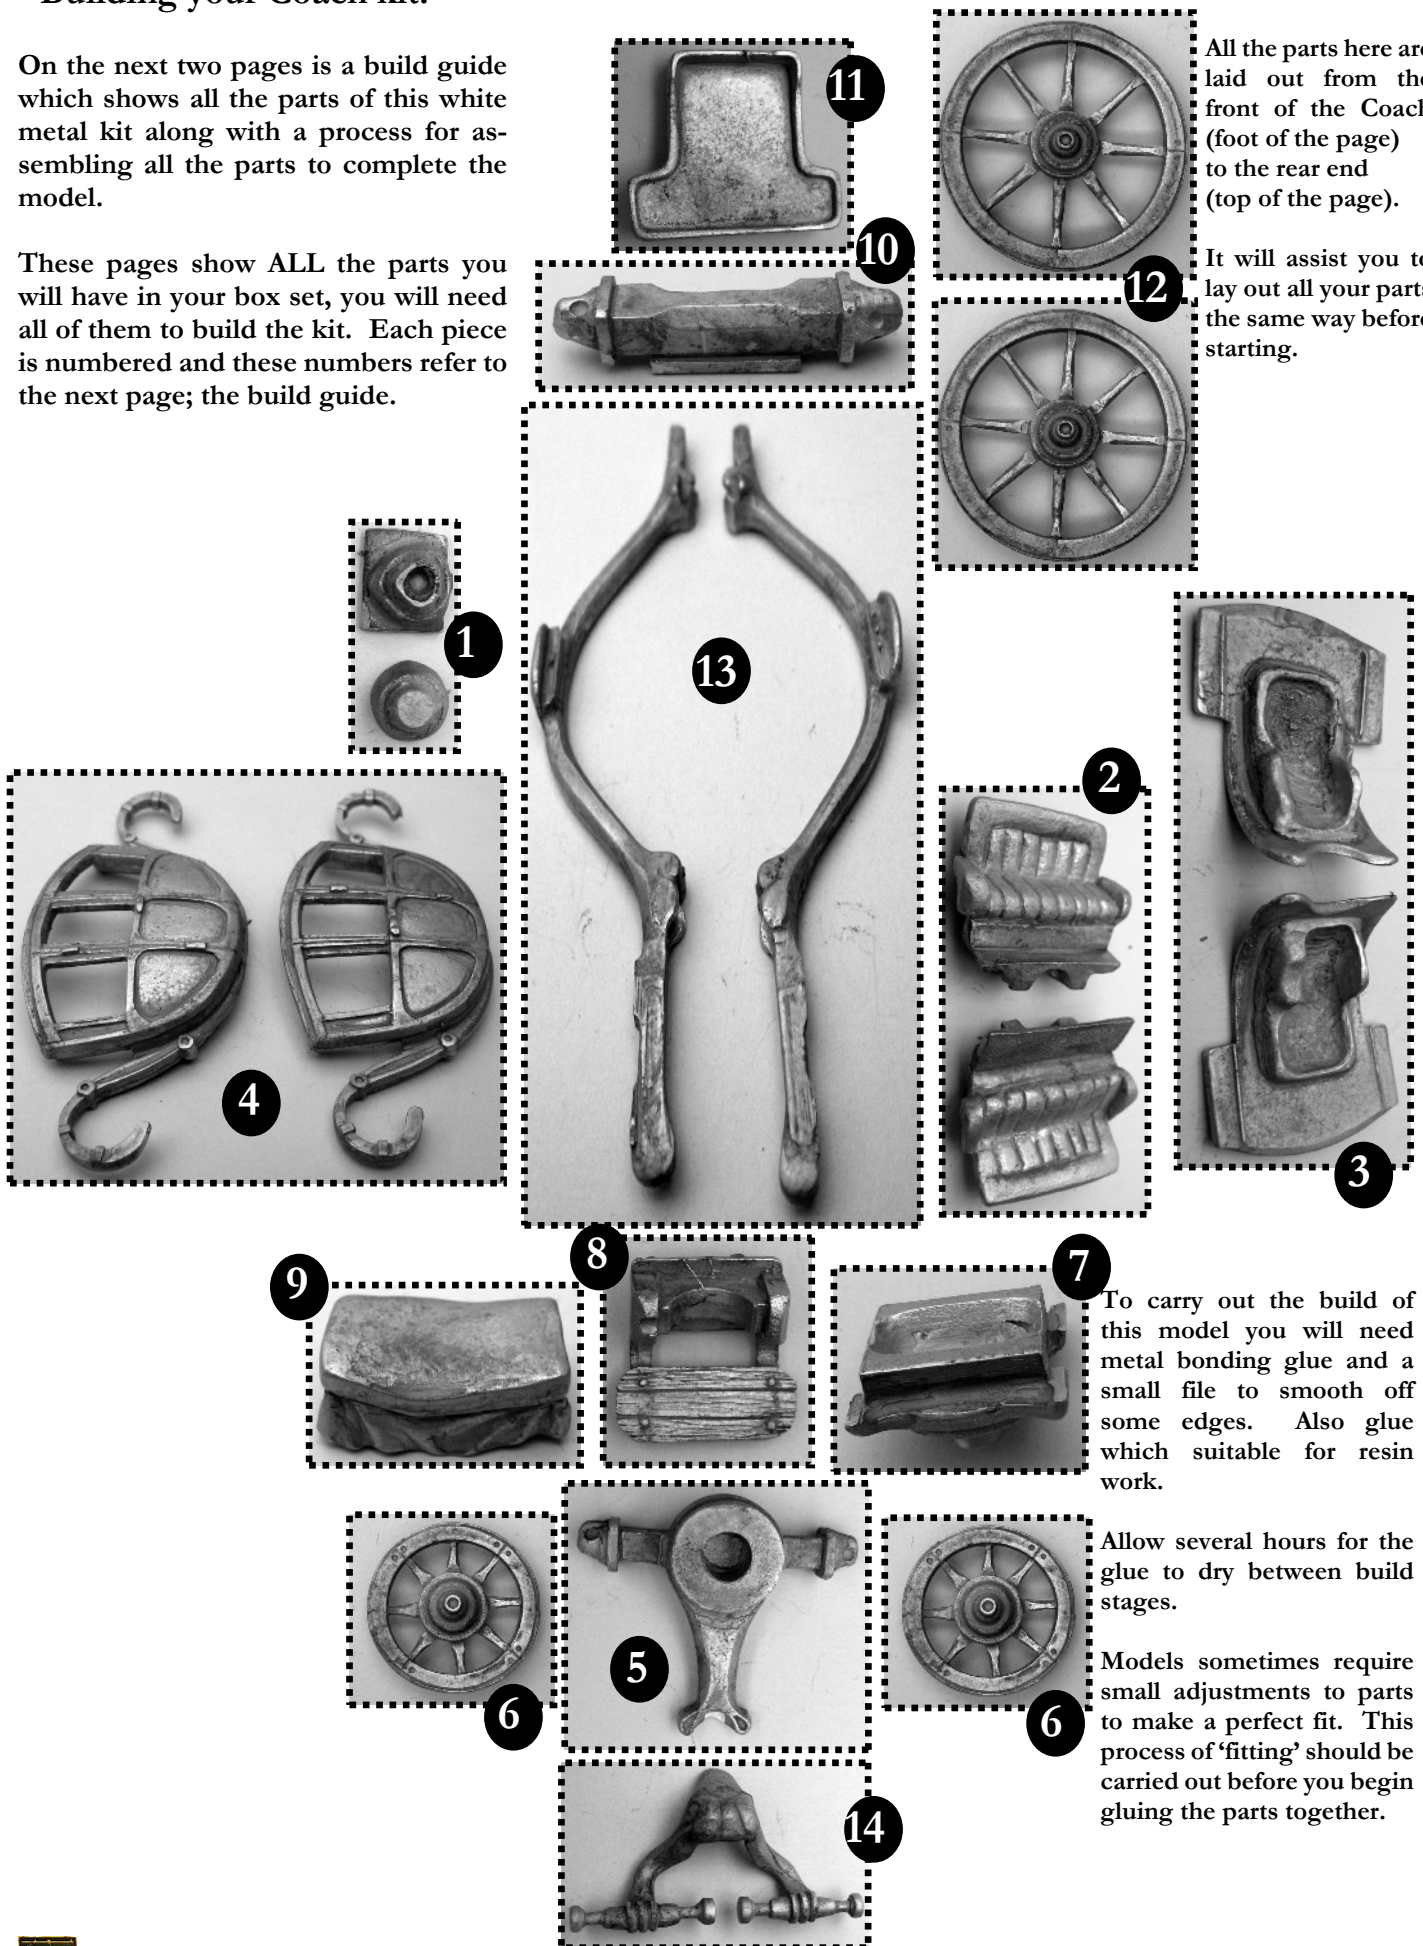 Building your Coach kit.
On the next two pages is a build guide
which shows all the parts of this white
metal kit along with a process for as-
sembling all the parts to complete the
model.
These pages show ALL the parts you
will have in your box set, you will need
all of them to build the kit. Each piece
is numbered and these numbers refer to
the next page; the build guide.
11
10
12
All the parts here are
laid out from the
front of the Coach
(foot of the page)
to the rear end
(top of the page).
It will assist you to
lay out all your parts
the same way before
starting.
1
13
2
4
3
9
8
7
To carry out the build of
this model you will need
metal bonding glue and a
small file to smooth off
some edges. Also glue
which suitable for resin
work.
Allow several hours for the
glue to dry between build
stages.
Models sometimes require
small adjustments to parts
to make a perfect fit. This
process of ‘fitting’ should be
carried out before you begin
gluing the parts together.
6
5
6
14